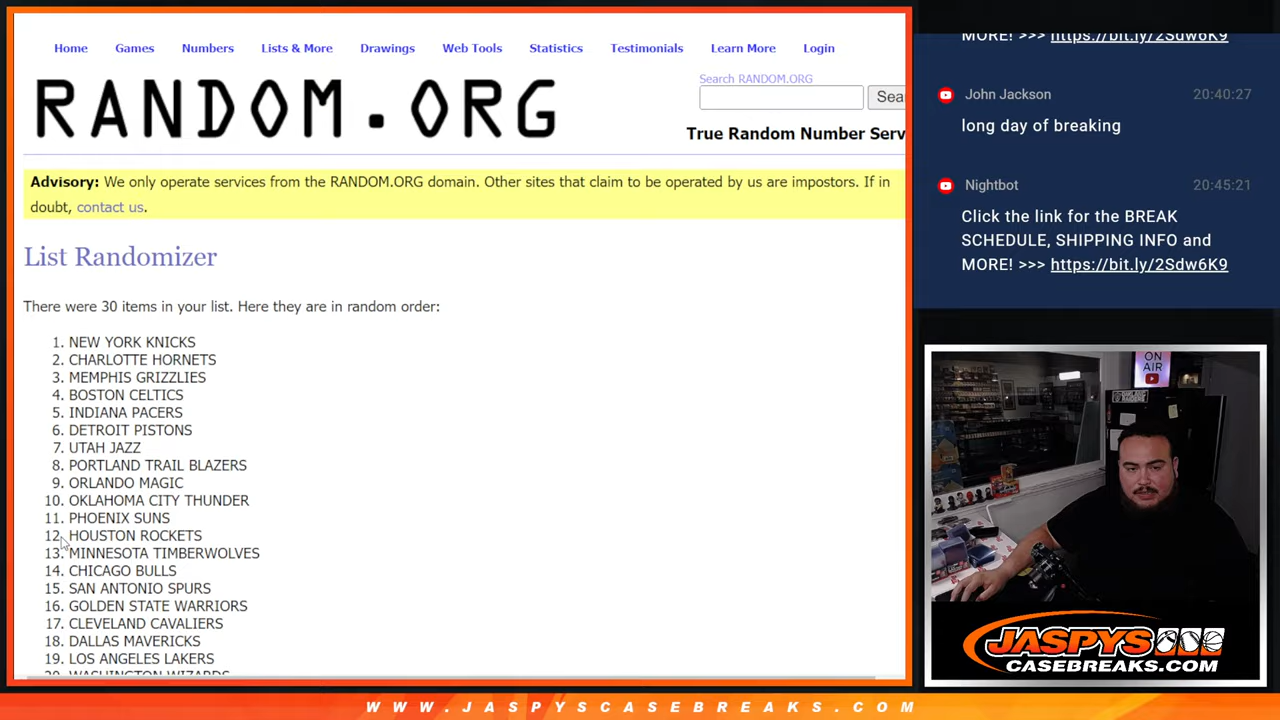 Home Games Numbers Lists & More Drawings Web Tools Statistics Testimonials Learn More Login
RANDOM.ORG
Search RANDOM.ORG
Sea
True Random Number Serv
Advisory: We only operate services from the RANDOM.ORG domain. Other sites that claim to be operated by us are impostors. If in
doubt, contact us.
List Randomizer
There were 30 items in your list. Here they are in random order:
1. NEW YORK KNICKS
2. CHARLOTTE HORNETS
3. MEMPHIS GRIZZLIES
4. BOSTON CELTICS
5. INDIANA PACERS
6. DETROIT PISTONS
7. UTAH JAZZ
8. PORTLAND TRAIL BLAZERS
9. ORLANDO MAGIC
10. OKLAHOMA CITY THUNDER
11. PHOENIX SUNS
12. HOUSTON ROCKETS
13. MINNESOTA TIMBERWOLVES
14. CHICAGO BULLS
15. SAN ANTONIO SPURS
16. GOLDEN STATE WARRIORS
17. CLEVELAND CAVALIERS
18. DALLAS MAVERICKS
19. LOS ANGELES LAKERS
20. WASHINGTON WIZARDS
MORE! >>> https://bit.ly/2Sdw6K9
John Jackson 20:40:27
long day of breaking
Nightbot 20:45:21
Click the link for the BREAK
SCHEDULE, SHIPPING INFO and
MORE! >>> https://bit.ly/2Sdw6K9
ON
AIR
JASPYS
CASEBREAKS.COM
WWW.JASPYSCASEBREAKS.COM